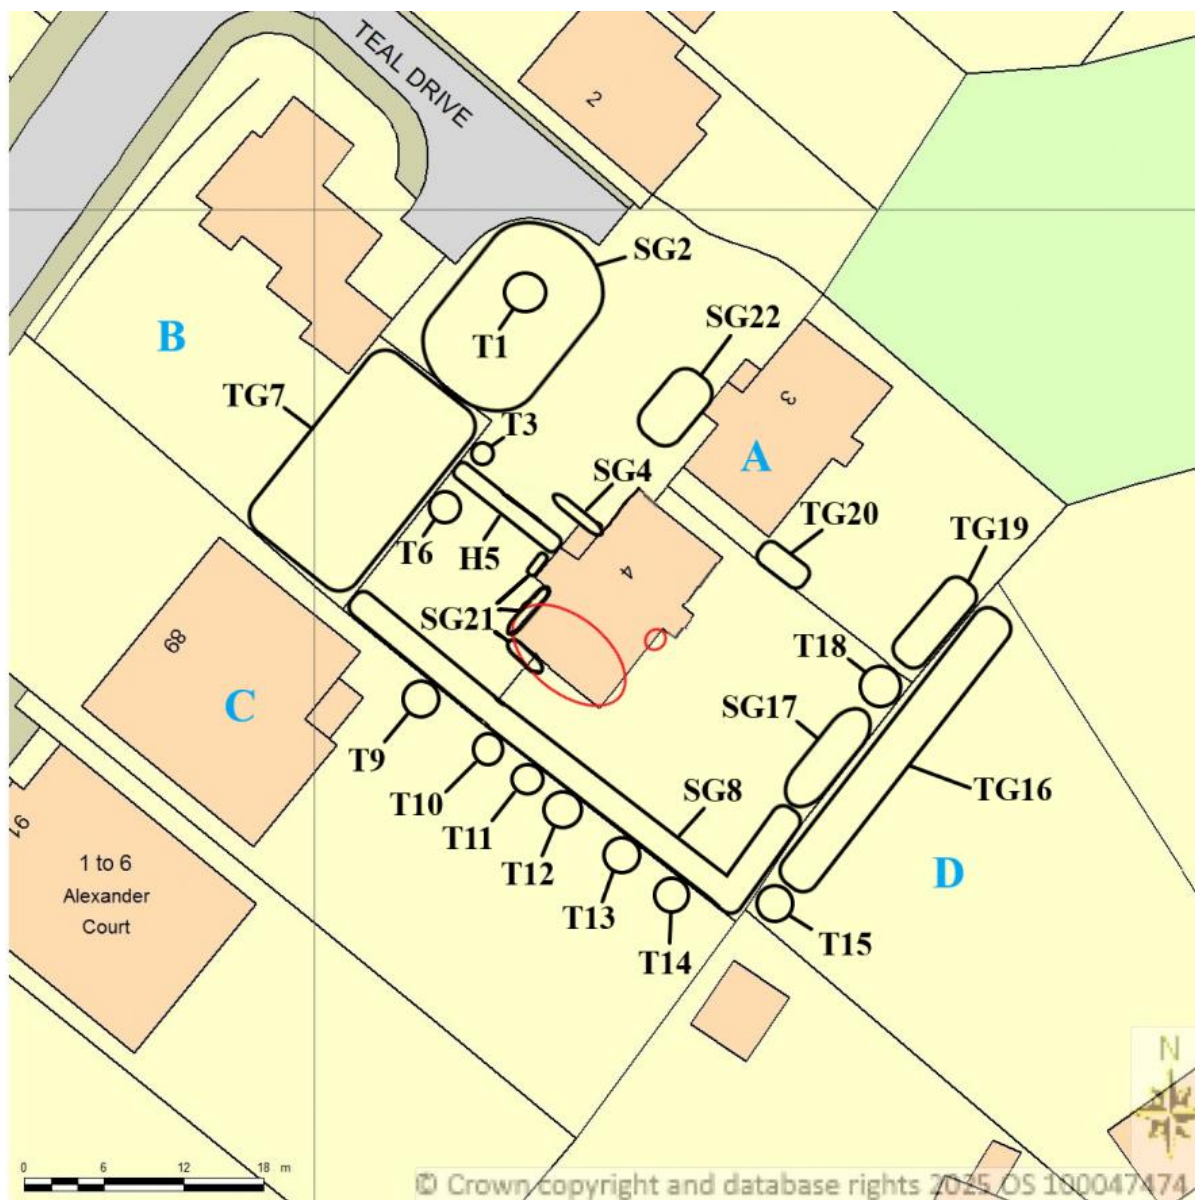 TEAL DRIVE
2
SG2
T1
B
SG22
TG7
3
T3
A
SG4
TG20
TG19
T6
H5
4
SG21
89
T18
C
SG17
T9
T10
SG8
TG16
T11
91
1 to 6
Alexander
Court
T12
D
T13
T14
T15
N
0 6 12 18 m
© Crown copyright and database rights 2025 OS 100047474